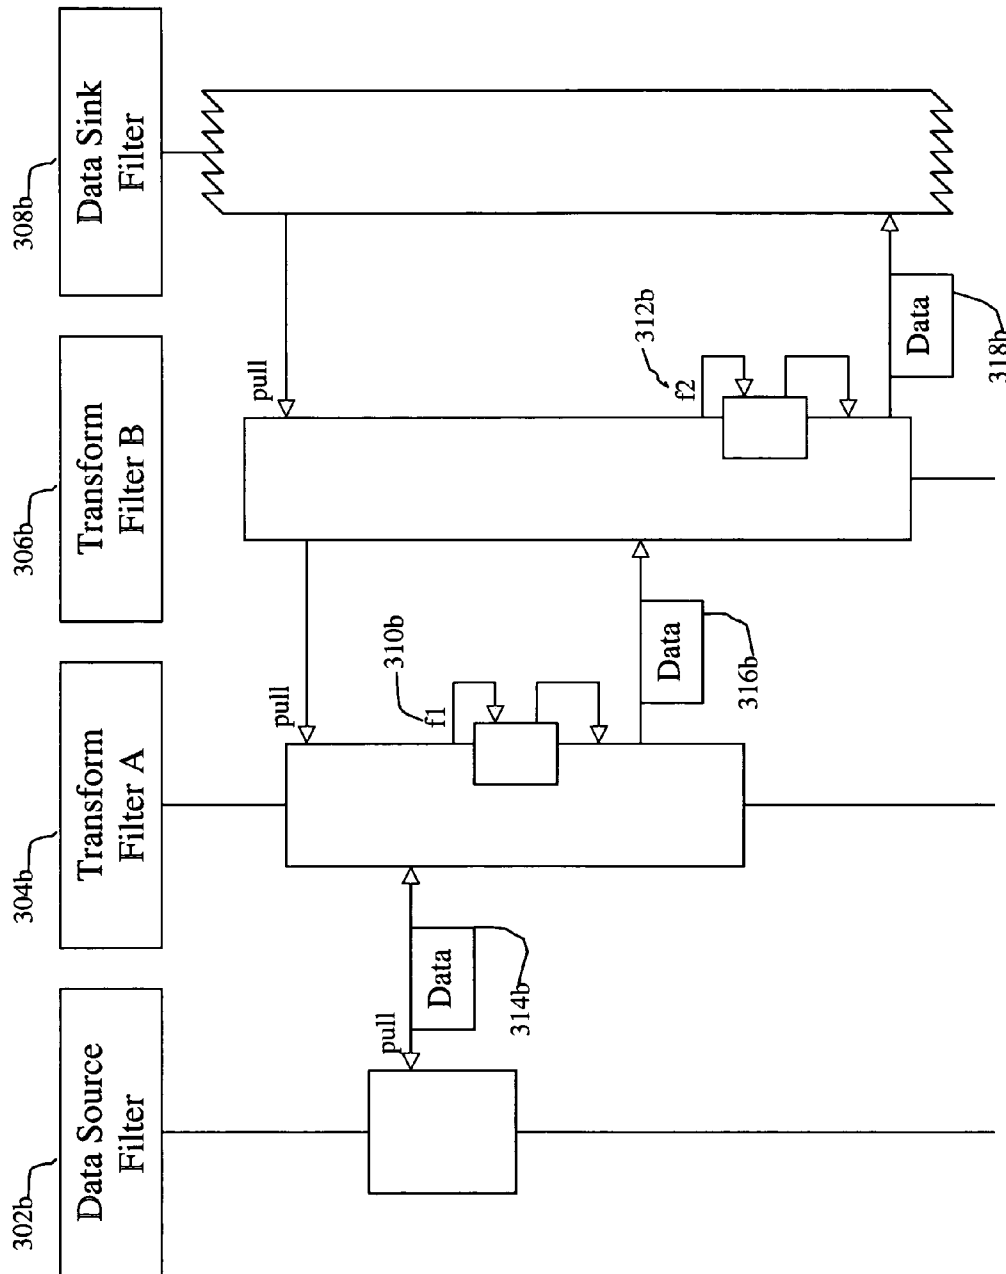 302b
Data Source
Filter
304b
Transform
Filter A
306b
Transform
Filter B
308b
Data Sink
Filter
pull
pull
pull
f1
310b
f2
312b
Data
314b
Data
316b
Data
318b